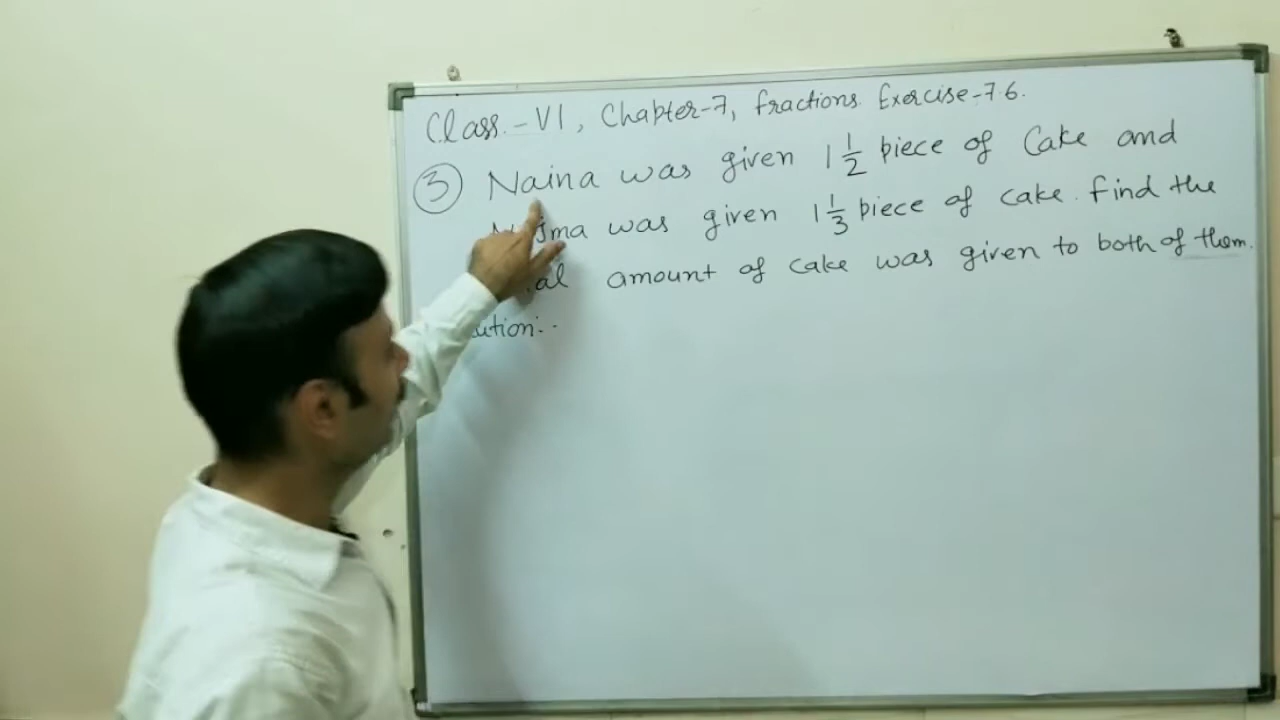 Class - VI, Chapter-7, Fractions Exercise-7.6.
③ Naina was given 1 1/2 piece of Cake and
was given 1 1/3 piece of cake. Find the
amount of cake was given to both of them.